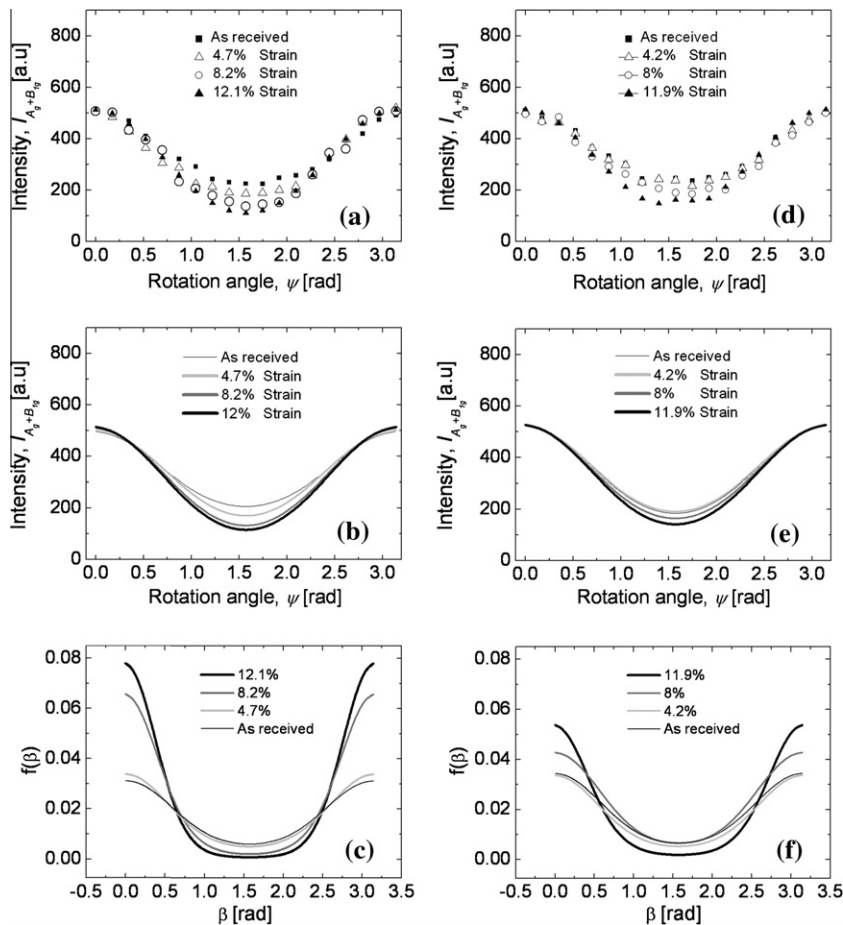 800
600
400
200
0
Intensity, I_{A_g+B_{1g}} [a.u]
As received
4.7% Strain
8.2% Strain
12.1% Strain
(a)
0.0 0.5 1.0 1.5 2.0 2.5 3.0
Rotation angle, ψ [rad]
800
600
400
200
0
Intensity, I_{A_g+B_{1g}} [a.u]
As received
4.2% Strain
8% Strain
11.9% Strain
(d)
0.0 0.5 1.0 1.5 2.0 2.5 3.0
Rotation angle, ψ [rad]
800
600
400
200
0
Intensity, I_{A_g+B_{1g}} [a.u]
As received
4.7% Strain
8.2% Strain
12% Strain
(b)
0.0 0.5 1.0 1.5 2.0 2.5 3.0
Rotation angle, ψ [rad]
800
600
400
200
0
Intensity, I_{A_g+B_{1g}} [a.u]
As received
4.2% Strain
8% Strain
11.9% Strain
(e)
0.0 0.5 1.0 1.5 2.0 2.5 3.0
Rotation angle, ψ [rad]
0.08
0.06
0.04
0.02
0.00
f(β)
12.1%
8.2%
4.7%
As received
(c)
-0.5 0.0 0.5 1.0 1.5 2.0 2.5 3.0 3.5
β [rad]
0.08
0.06
0.04
0.02
0.00
f(β)
11.9%
8%
4.2%
As received
(f)
-0.5 0.0 0.5 1.0 1.5 2.0 2.5 3.0 3.5
β [rad]